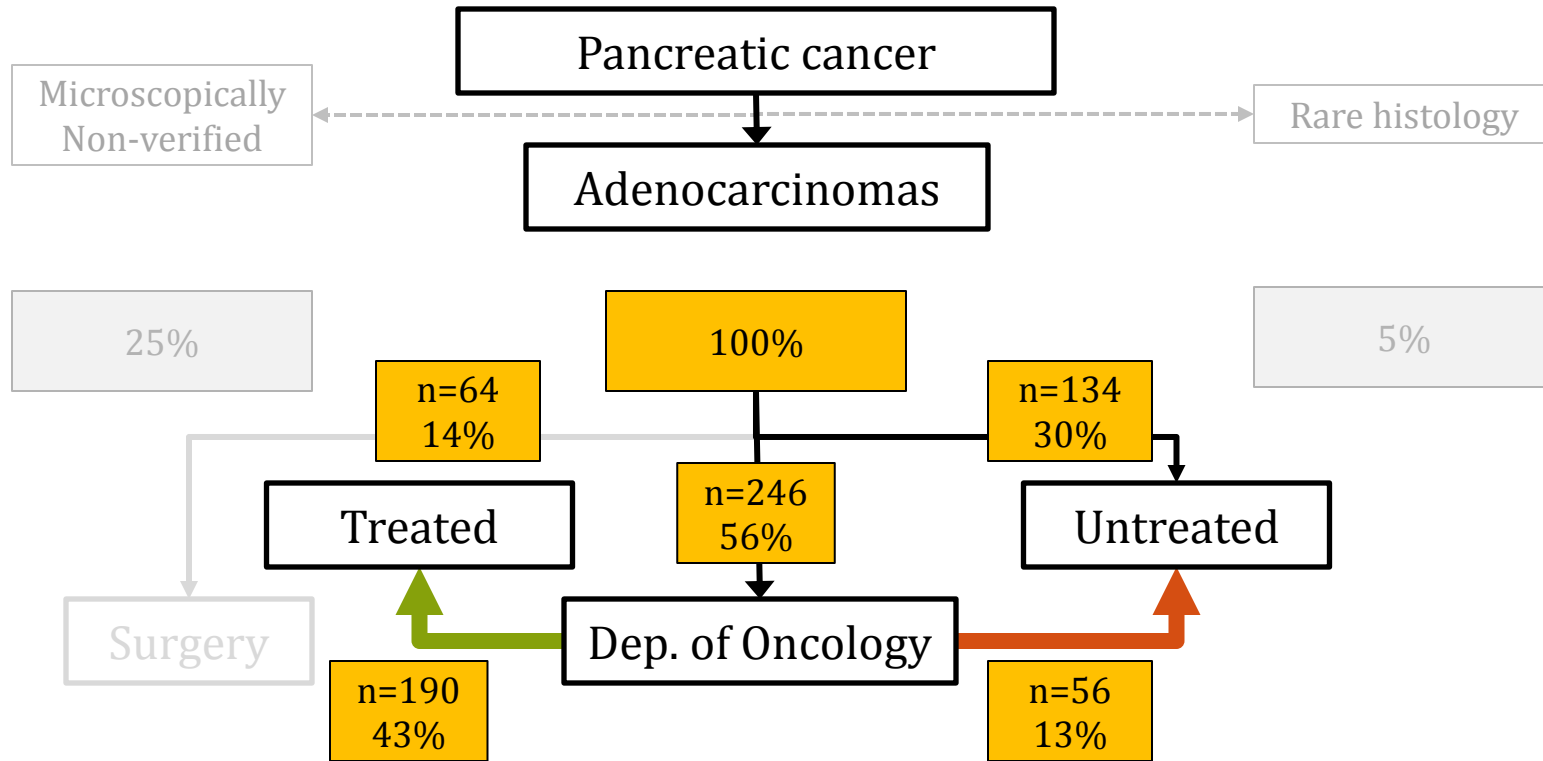 Pancreatic cancer
Microscopically
Non-verified
Rare histology
Adenocarcinomas
25%
100%
5%
n=64
14%
n=134
30%
n=246
56%
Treated
Untreated
Surgery
Dep. of Oncology
n=190
43%
n=56
13%